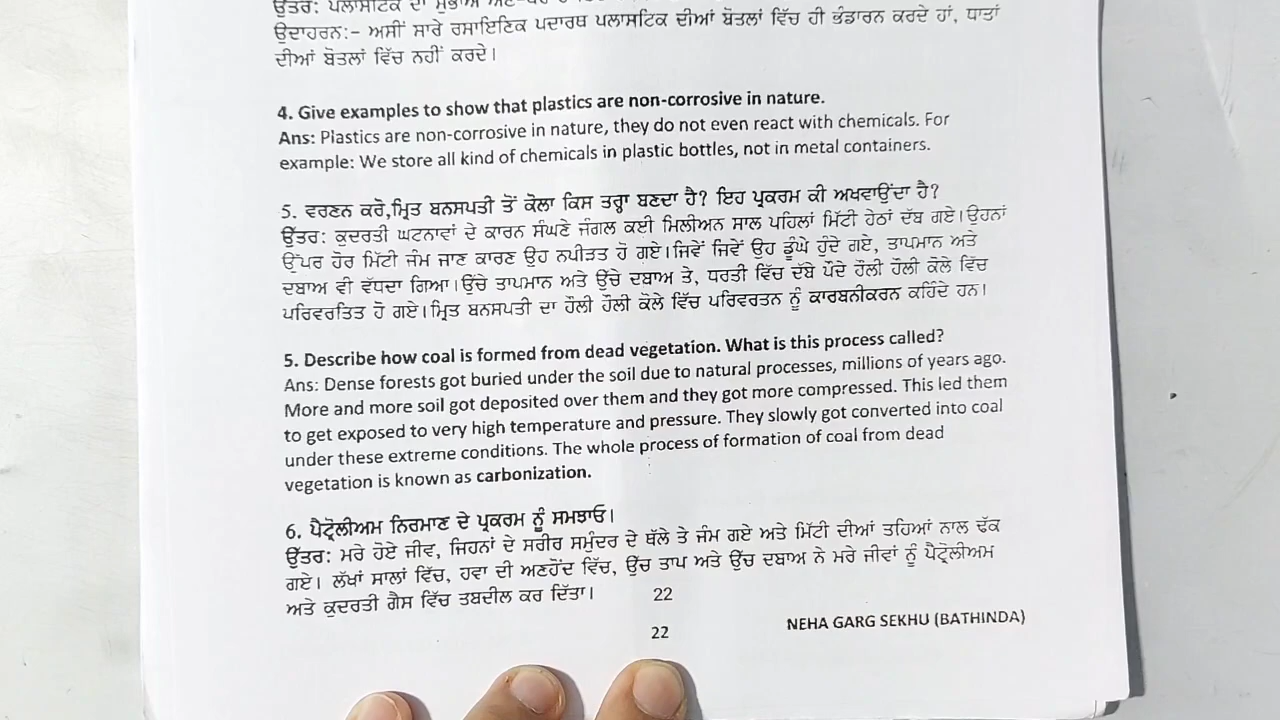 ਉੱਤਰ: ਪਲਾਸਟਿਕ ਦਾ ਸੁਭਾਅ
ਉਦਾਹਰਨ:- ਅਸੀਂ ਸਾਰੇ ਰਸਾਇਣਿਕ ਪਦਾਰਥ ਪਲਾਸਟਿਕ ਦੀਆਂ ਬੋਤਲਾਂ ਵਿੱਚ ਹੀ ਭੰਡਾਰਨ ਕਰਦੇ ਹਾਂ, ਧਾਤਾਂ
ਦੀਆਂ ਬੋਤਲਾਂ ਵਿੱਚ ਨਹੀਂ ਕਰਦੇ।
4. Give examples to show that plastics are non-corrosive in nature.
Ans: Plastics are non-corrosive in nature, they do not even react with chemicals. For
example: We store all kind of chemicals in plastic bottles, not in metal containers.
5. ਵਰਣਨ ਕਰੋ,ਮ੍ਰਿਤ ਬਨਸਪਤੀ ਤੋਂ ਕੋਲਾ ਕਿਸ ਤਰ੍ਹਾ ਬਣਦਾ ਹੈ? ਇਹ ਪ੍ਰਕਰਮ ਕੀ ਅਖਵਾਉਂਦਾ ਹੈ?
ਉੱਤਰ: ਕੁਦਰਤੀ ਘਟਨਾਵਾਂ ਦੇ ਕਾਰਨ ਸੰਘਣੇ ਜੰਗਲ ਕਈ ਮਿਲੀਅਨ ਸਾਲ ਪਹਿਲਾਂ ਮਿੱਟੀ ਹੇਠਾਂ ਦੱਬ ਗਏ।ਉਹਨਾਂ
ਉੱਪਰ ਹੋਰ ਮਿੱਟੀ ਜੰਮ ਜਾਣ ਕਾਰਣ ਉਹ ਨਪੀੜਤ ਹੋ ਗਏ।ਜਿਵੇਂ ਜਿਵੇਂ ਉਹ ਡੂੰਘੇ ਹੁੰਦੇ ਗਏ, ਤਾਪਮਾਨ ਅਤੇ
ਦਬਾਅ ਵੀ ਵੱਧਦਾ ਗਿਆ।ਉੱਚੇ ਤਾਪਮਾਨ ਅਤੇ ਉੱਚੇ ਦਬਾਅ ਤੇ, ਧਰਤੀ ਵਿੱਚ ਦੱਬੇ ਪੌਦੇ ਹੌਲੀ ਹੌਲੀ ਕੋਲੇ ਵਿੱਚ
ਪਰਿਵਰਤਿਤ ਹੋ ਗਏ।ਮ੍ਰਿਤ ਬਨਸਪਤੀ ਦਾ ਹੌਲੀ ਹੌਲੀ ਕੋਲੇ ਵਿੱਚ ਪਰਿਵਰਤਨ ਨੂੰ ਕਾਰਬਨੀਕਰਨ ਕਹਿੰਦੇ ਹਨ।
5. Describe how coal is formed from dead vegetation. What is this process called?
Ans: Dense forests got buried under the soil due to natural processes, millions of years ago.
More and more soil got deposited over them and they got more compressed. This led them
to get exposed to very high temperature and pressure. They slowly got converted into coal
under these extreme conditions. The whole process of formation of coal from dead
vegetation is known as carbonization.
6. ਪੈਟ੍ਰੋਲੀਅਮ ਨਿਰਮਾਣ ਦੇ ਪ੍ਰਕਰਮ ਨੂੰ ਸਮਝਾਓ।
ਉੱਤਰ: ਮਰੇ ਹੋਏ ਜੀਵ, ਜਿਹਨਾਂ ਦੇ ਸਰੀਰ ਸਮੁੰਦਰ ਦੇ ਥੱਲੇ ਤੇ ਜੰਮ ਗਏ ਅਤੇ ਮਿੱਟੀ ਦੀਆਂ ਤਹਿਆਂ ਨਾਲ ਢੱਕ
ਗਏ। ਲੱਖਾਂ ਸਾਲਾਂ ਵਿੱਚ, ਹਵਾ ਦੀ ਅਣਹੋਂਦ ਵਿੱਚ, ਉੱਚ ਤਾਪ ਅਤੇ ਉੱਚ ਦਬਾਅ ਨੇ ਮਰੇ ਜੀਵਾਂ ਨੂੰ ਪੈਟ੍ਰੋਲੀਅਮ
ਅਤੇ ਕੁਦਰਤੀ ਗੈਸ ਵਿੱਚ ਤਬਦੀਲ ਕਰ ਦਿੱਤਾ।
22
22
NEHA GARG SEKHU (BATHINDA)